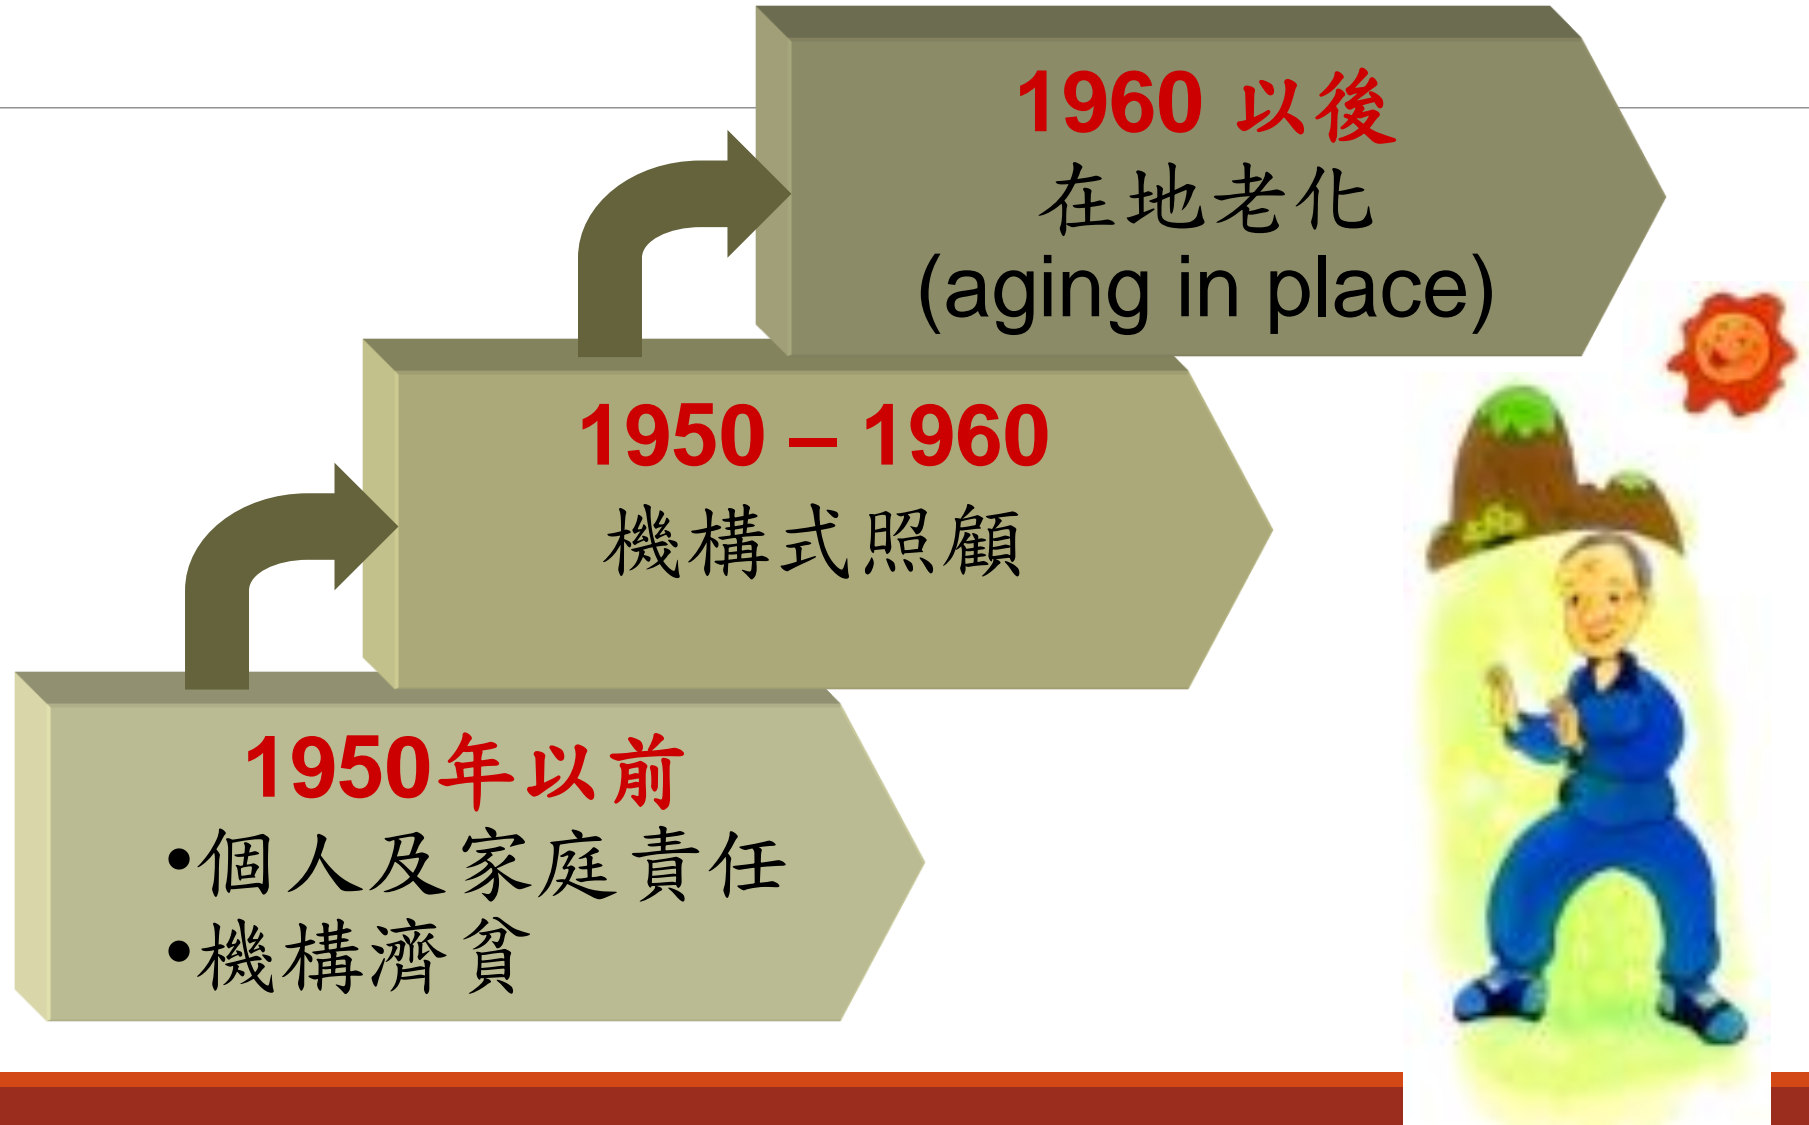 1960 以後
在地老化
(aging in place)
1950 – 1960
機構式照顧
1950年以前
•個人及家庭責任
•機構濟貧